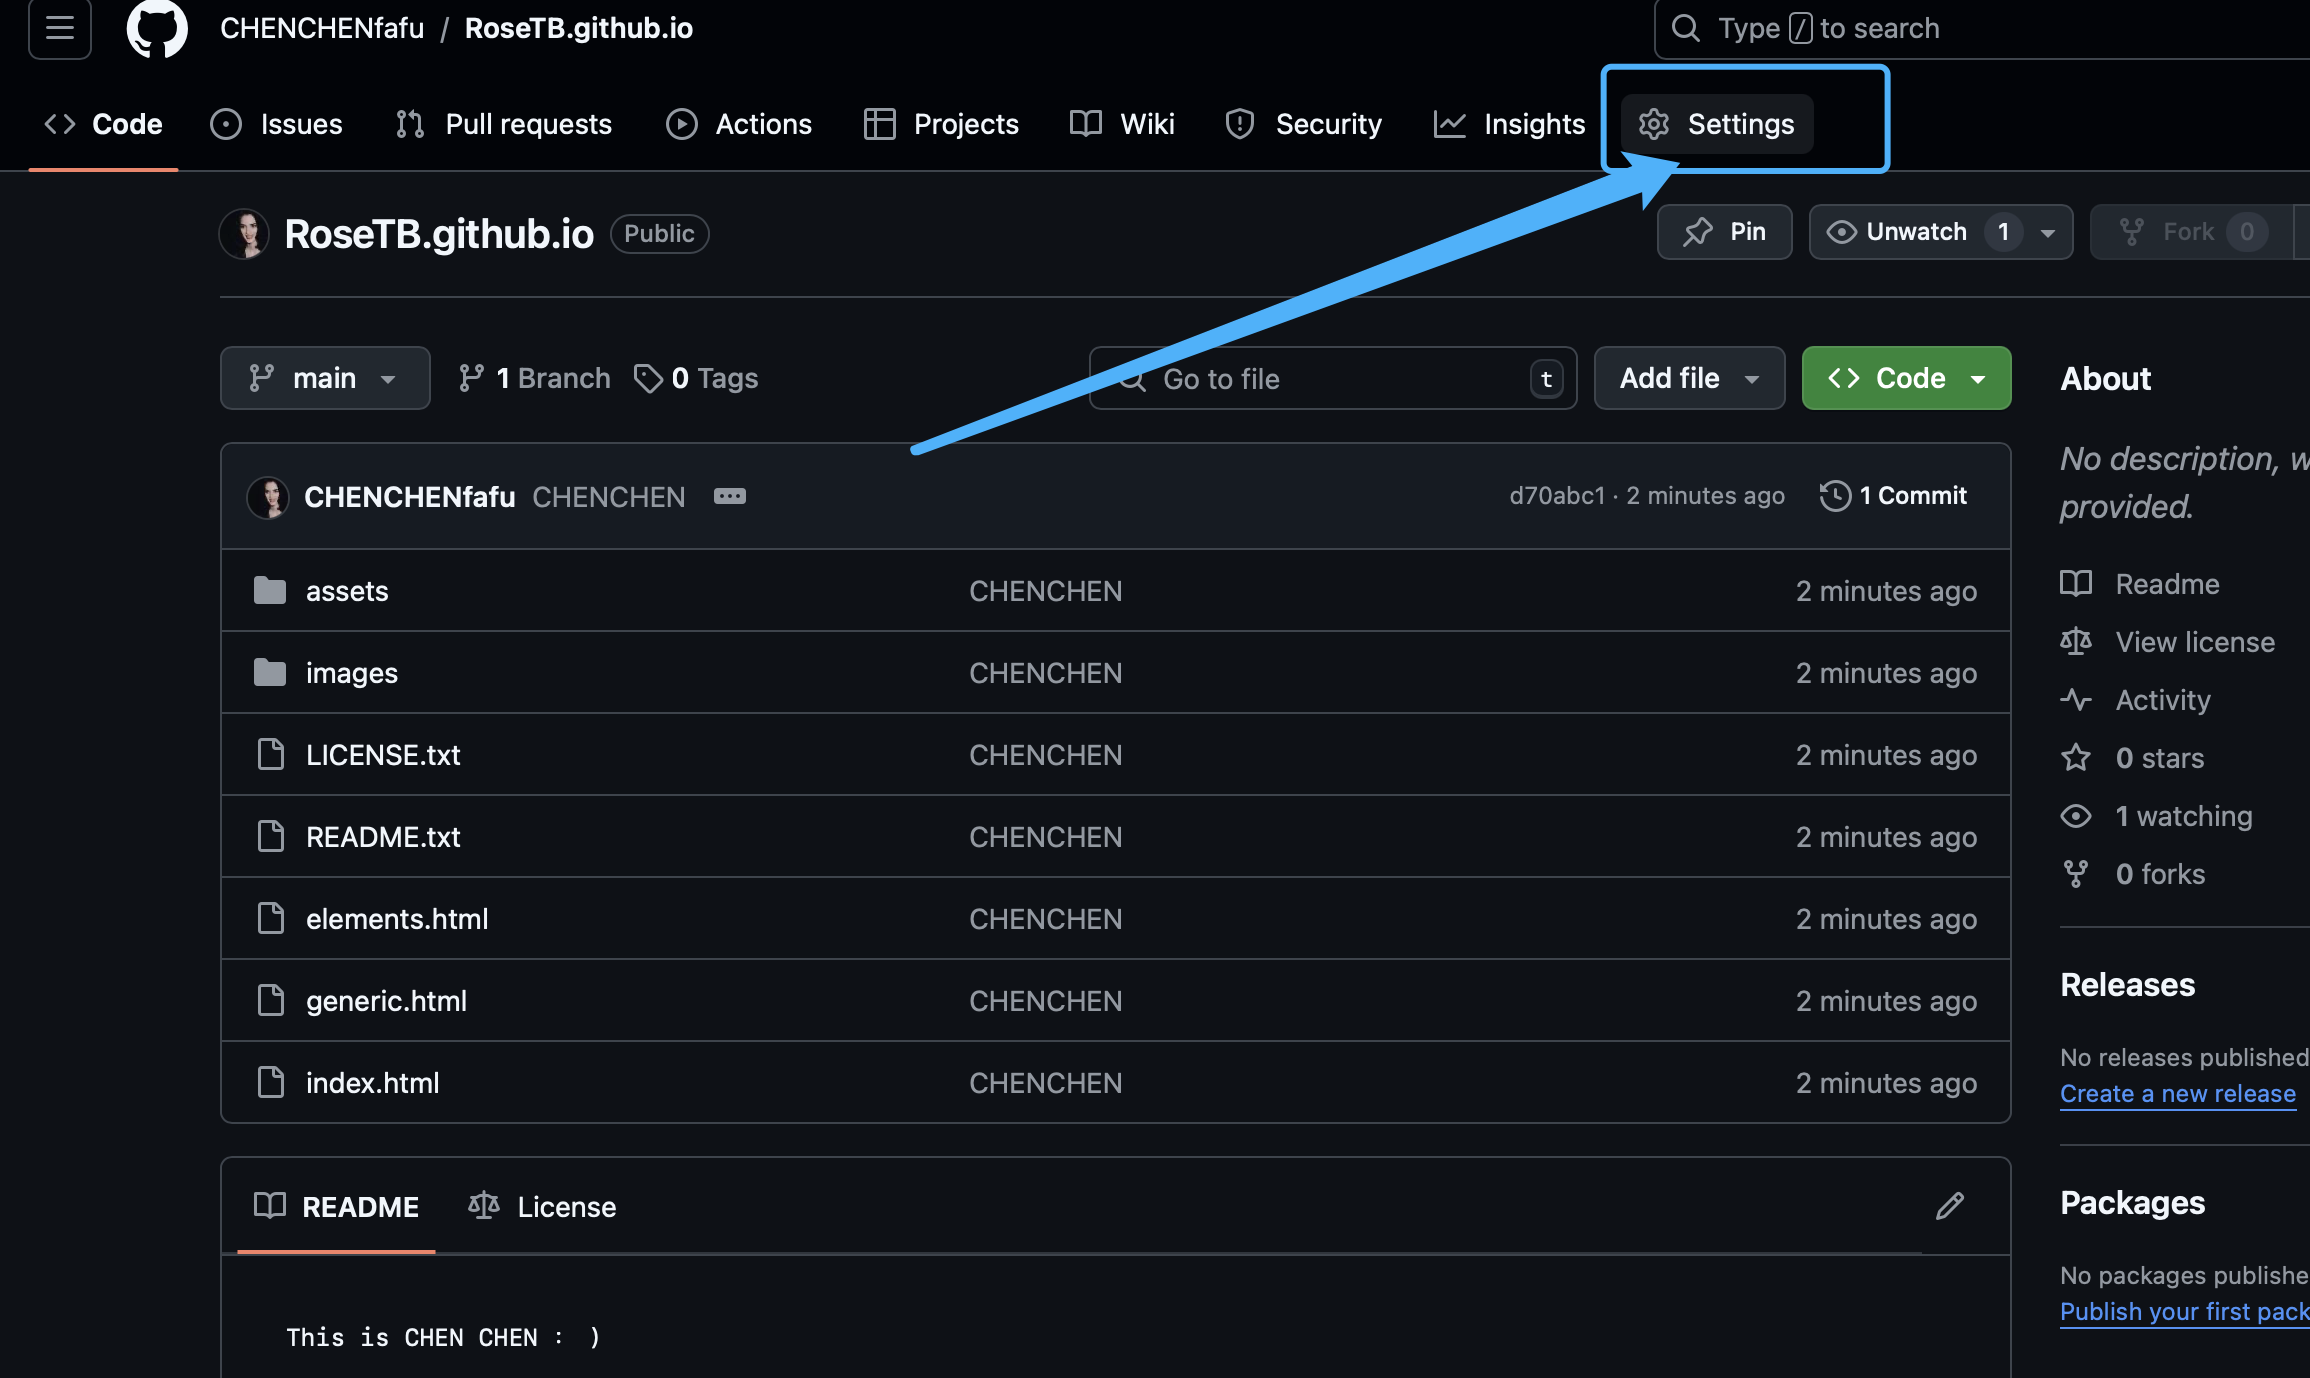 CHENCHENfafu / RoseTB.github.io
Type / to search
Code Issues Pull requests Actions Projects Wiki Security Insights Settings
RoseTB.github.io Public
Pin Unwatch 1 Fork 0
main 1 Branch 0 Tags Go to file t Add file Code
About
No description, w
provided.
CHENCHENfafu CHENCHEN d70abc1 · 2 minutes ago 1 Commit
assets CHENCHEN 2 minutes ago
images CHENCHEN 2 minutes ago
LICENSE.txt CHENCHEN 2 minutes ago
README.txt CHENCHEN 2 minutes ago
elements.html CHENCHEN 2 minutes ago
generic.html CHENCHEN 2 minutes ago
index.html CHENCHEN 2 minutes ago
Readme
View license
Activity
0 stars
1 watching
0 forks
Releases
No releases published
Create a new release
Packages
No packages publishe
Publish your first pack
README License
This is CHEN CHEN : )